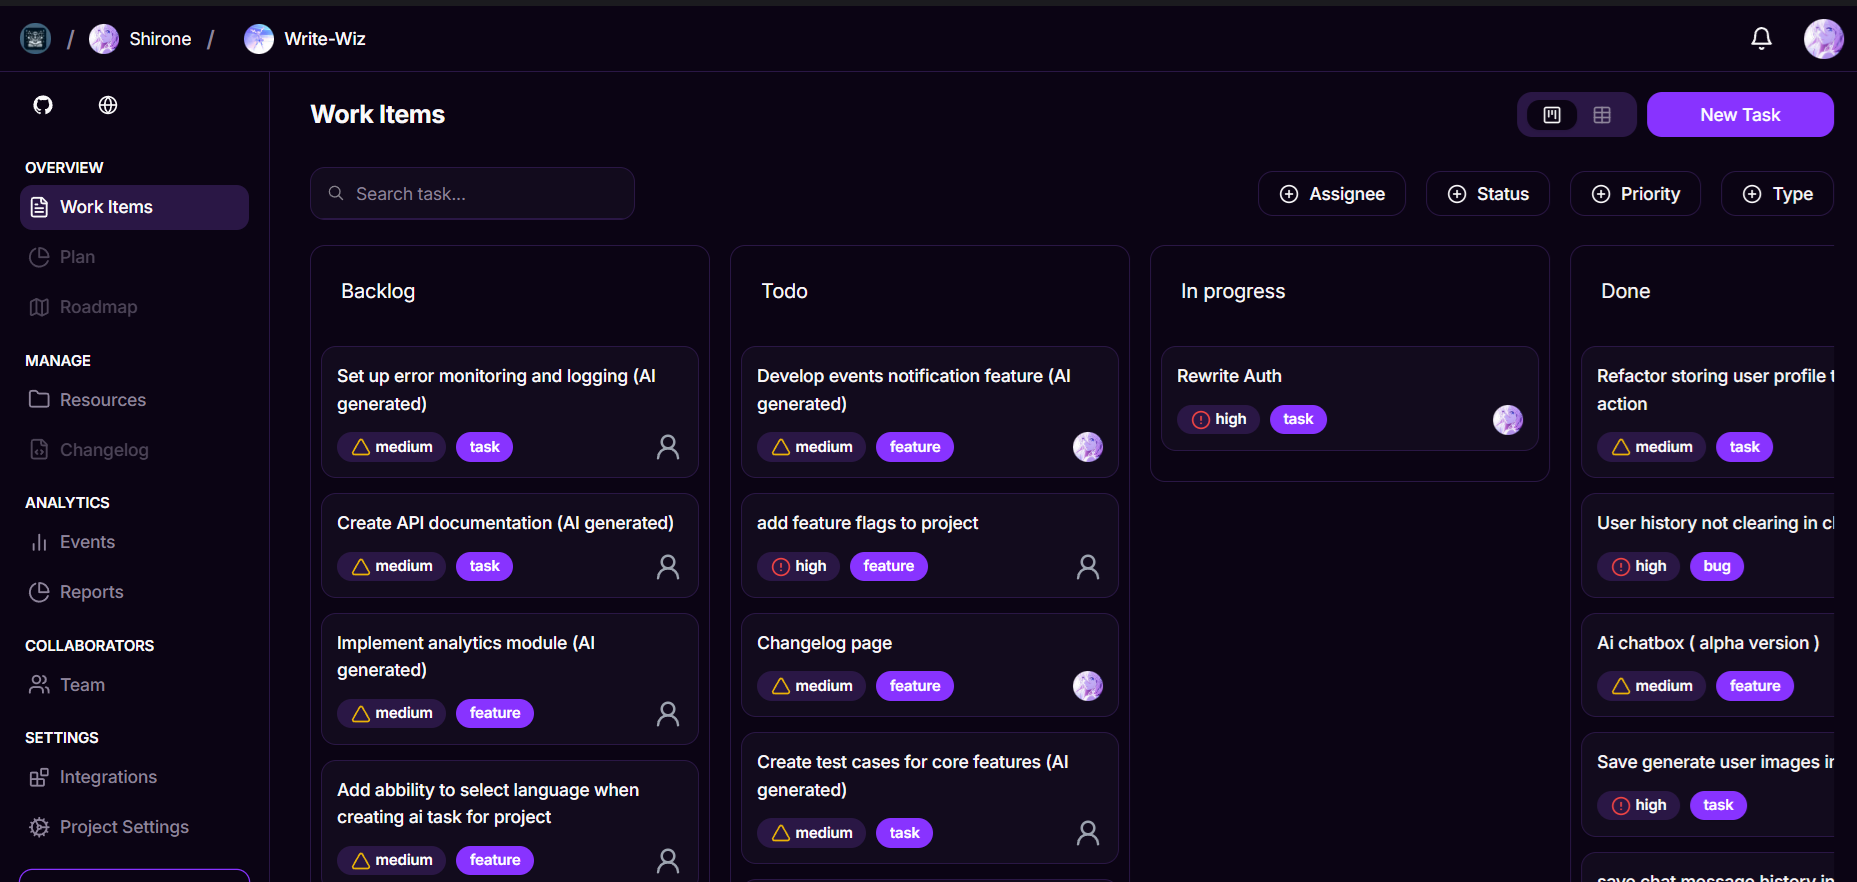 / Shirone / Write-Wiz
OVERVIEW
Work Items
Plan
Roadmap
MANAGE
Resources
Changelog
ANALYTICS
Events
Reports
COLLABORATORS
Team
SETTINGS
Integrations
Project Settings
Work Items
New Task
Search task...
Assignee
Status
Priority
Type
Backlog
Set up error monitoring and logging (AI
generated)
medium task
Create API documentation (AI generated)
medium task
Implement analytics module (AI
generated)
medium feature
Add abbility to select language when
creating ai task for project
medium feature
Todo
Develop events notification feature (AI
generated)
medium feature
add feature flags to project
high feature
Changelog page
medium feature
Create test cases for core features (AI
generated)
medium task
In progress
Rewrite Auth
high task
Done
Refactor storing user profile
action
medium task
User history not clearing in
high bug
Ai chatbox ( alpha version )
medium feature
Save generate user images
high task
save chat message history in